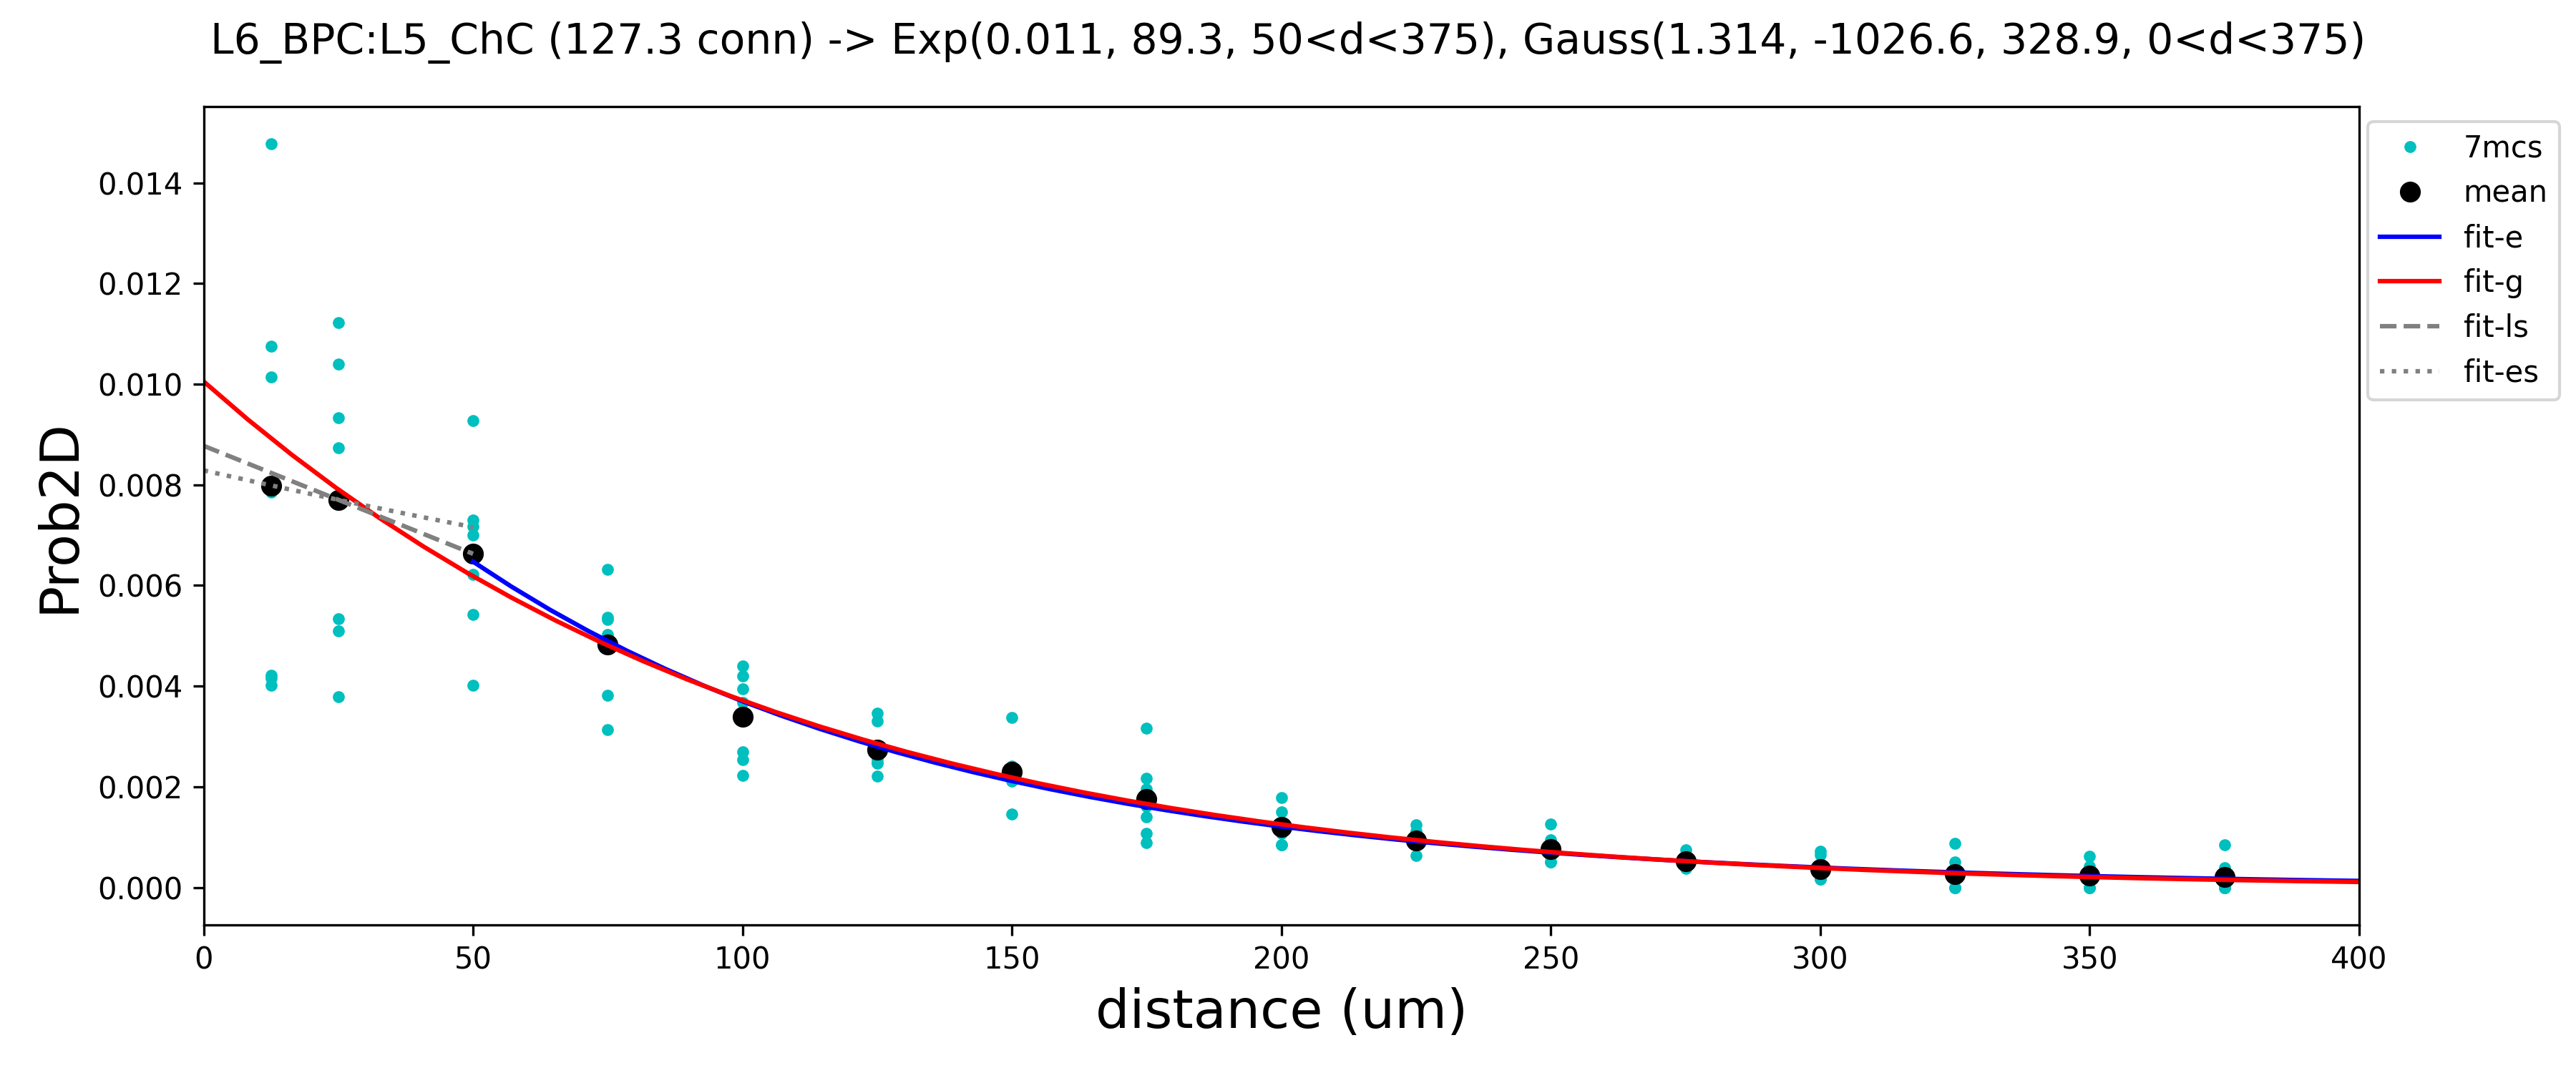 L6_BPC:L5_ChC (127.3 conn) -> Exp(0.011, 89.3, 50<d<375), Gauss(1.314, -1026.6, 328.9, 0<d<375)
Prob2D
0.014
0.012
0.010
0.008
0.006
0.004
0.002
0.000
0 50 100 150 200 250 300 350 400
distance (um)
7mcs
mean
fit-e
fit-g
fit-ls
fit-es